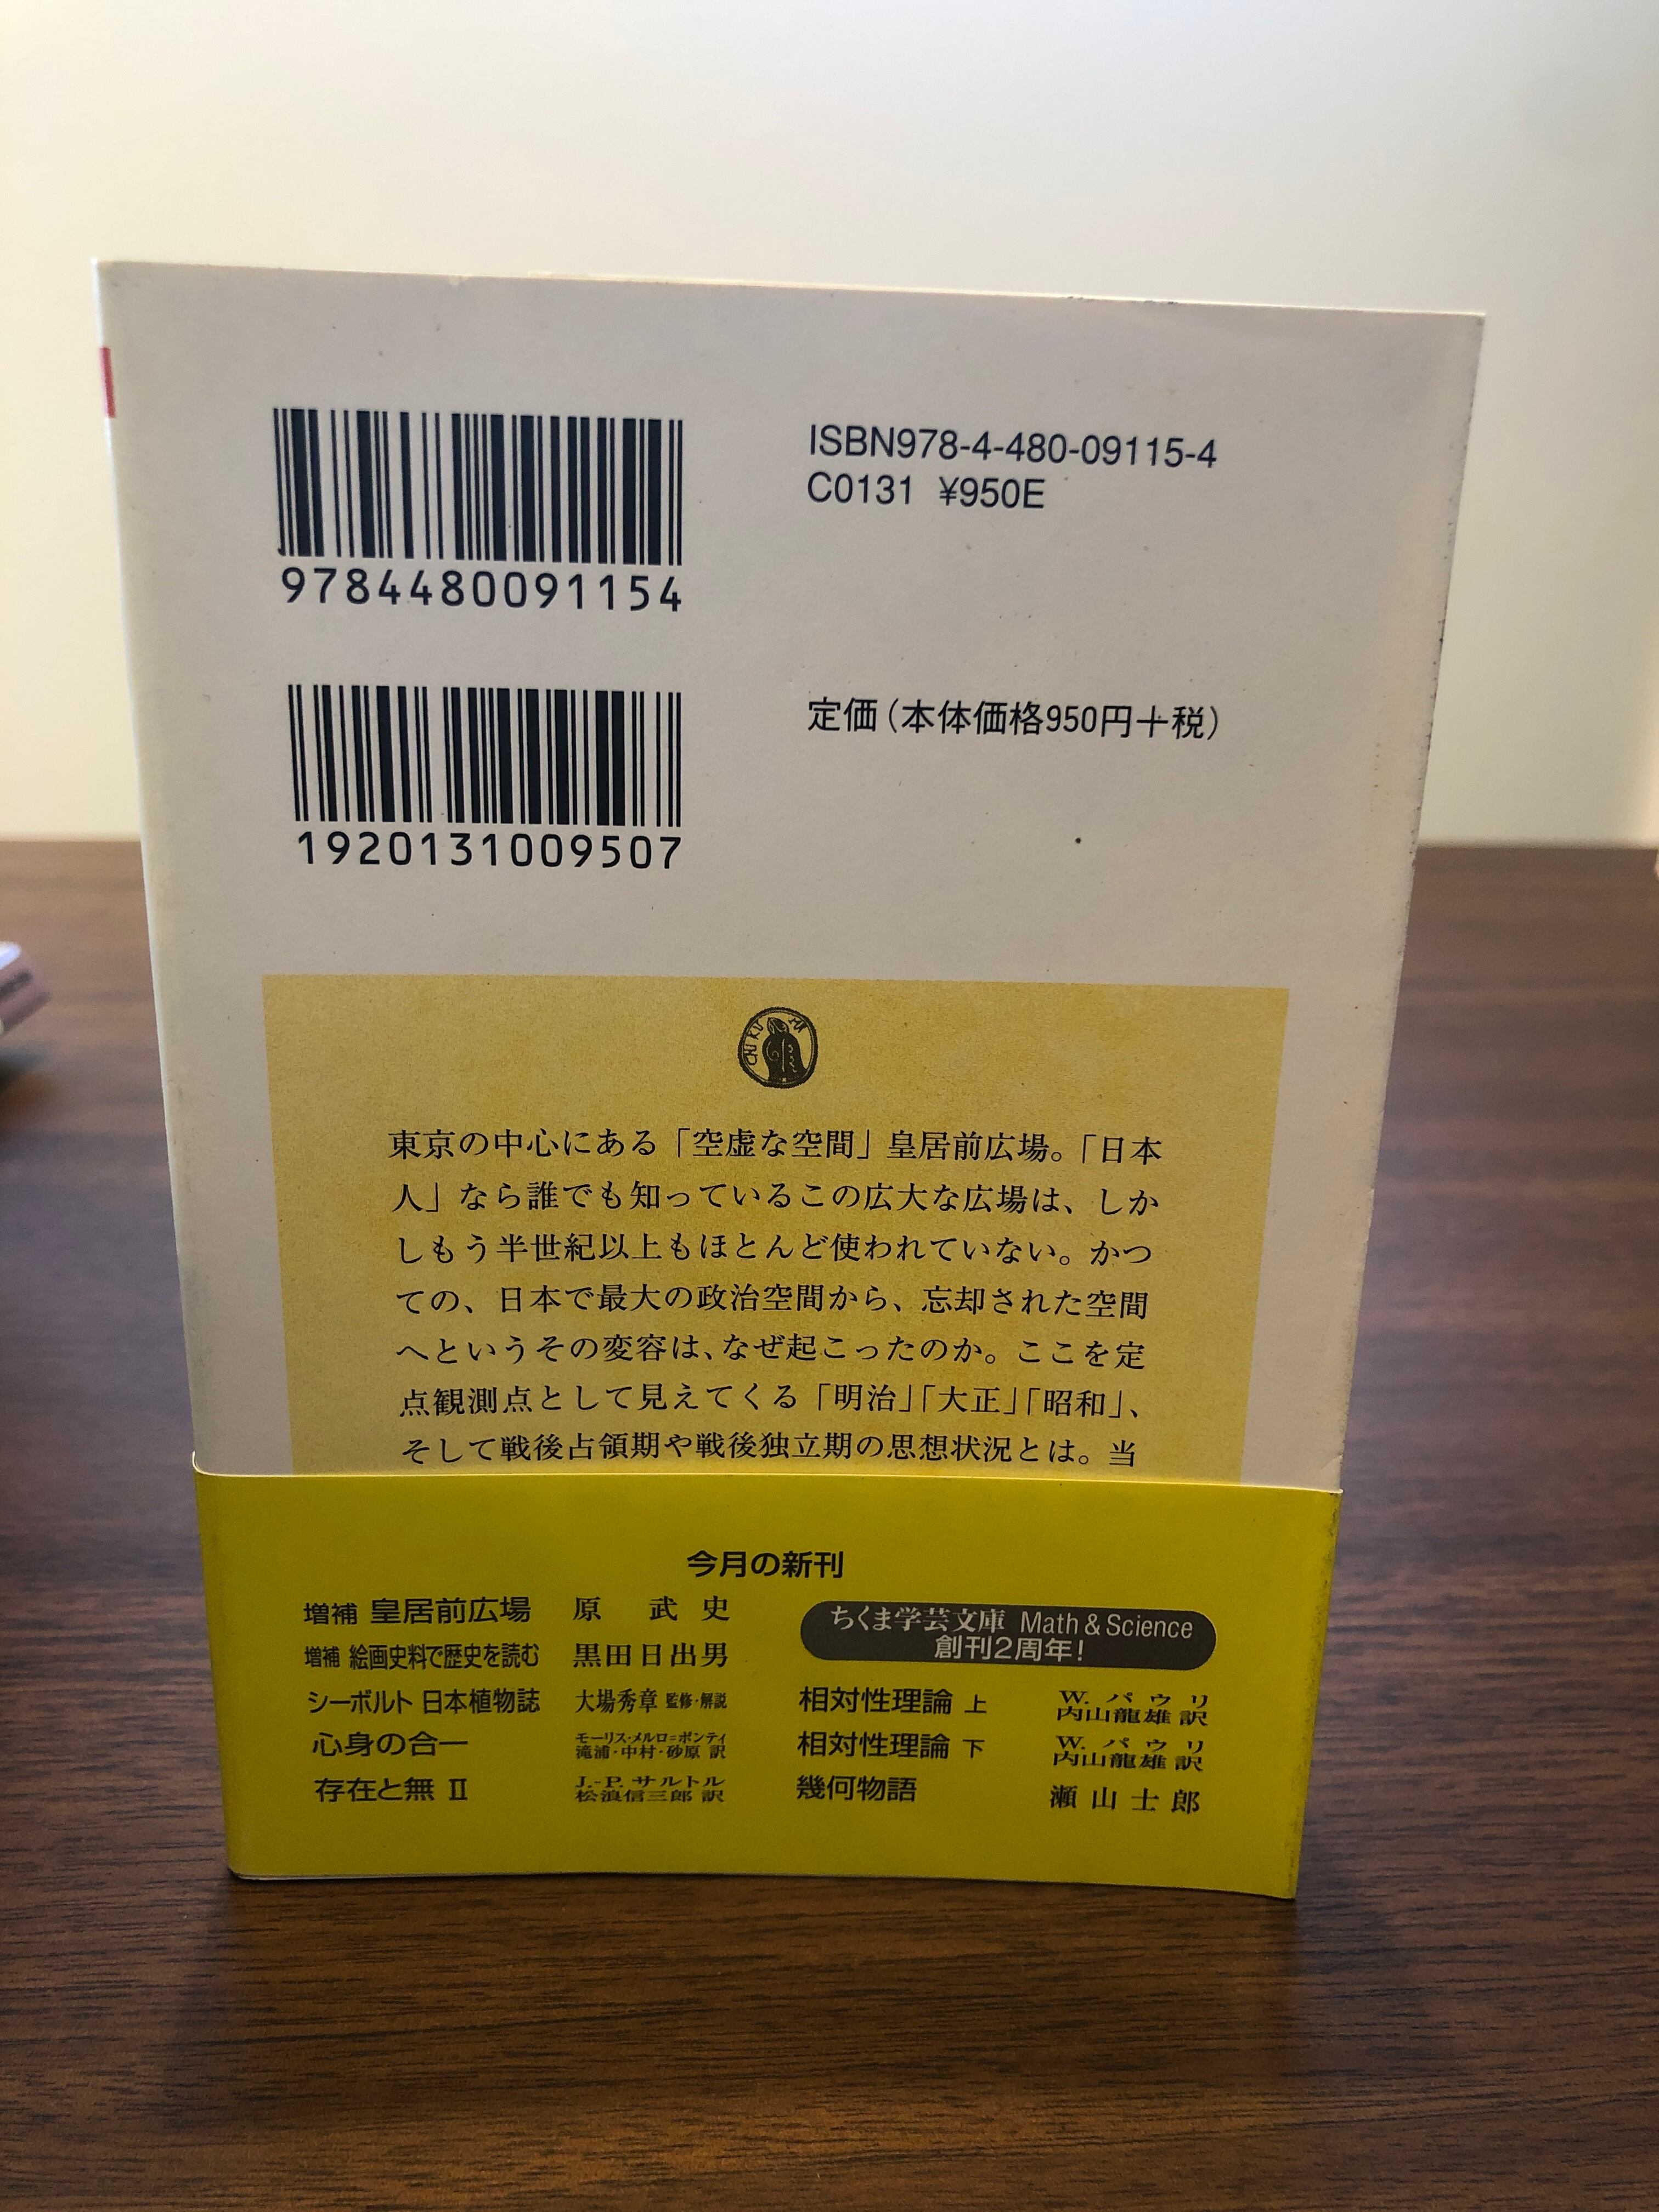 9784480091154
ISBN978-4-480-09115-4
C0131 ¥950E
1920131009507
定価(本体価格950円+税)
CHIKUMA
東京の中心にある「空虚な空間」皇居前広場。「日本
人」なら誰でも知っているこの広大な広場は、しか
しもう半世紀以上もほとんど使われていない。かつ
ての、日本で最大の政治空間から、忘却された空間
へというその変容は、なぜ起こったのか。ここを定
点観測点として見えてくる「明治」「大正」「昭和」、
そして戦後占領期や戦後独立期の思想状況とは。当
今月の新刊
増補 皇居前広場 原 武 史
増補 絵画史料で歴史を読む 黒田日出男
シーボルト 日本植物誌 大場秀章 監修・解説
心身の合一 モーリス・メルロ=ポンティ
滝浦・中村・砂原 訳
存在と無 II J.-P. サルトル
松浪信三郎 訳
ちくま学芸文庫 Math & Science
創刊2周年!
相対性理論 上 W. パウリ
内山龍雄 訳
相対性理論 下 W. パウリ
内山龍雄 訳
幾何物語 瀬山士郎